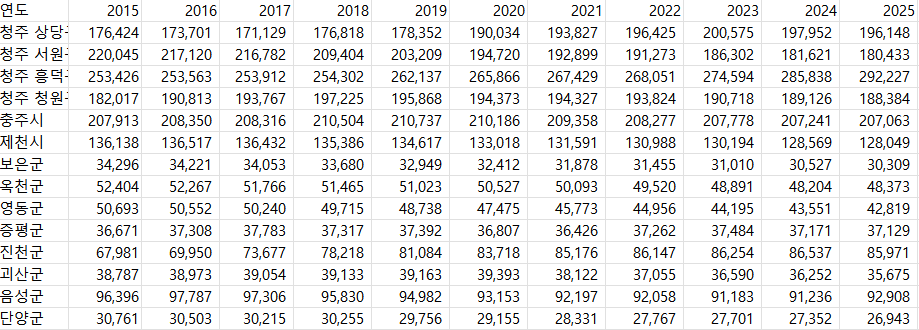 연도 2015 2016 2017 2018 2019 2020 2021 2022 2023 2024 2025
청주 상당구 176,424 173,701 171,129 176,818 178,352 190,034 193,827 196,425 200,575 197,952 196,148
청주 서원구 220,045 217,120 216,782 209,404 203,209 194,720 192,899 191,273 186,302 181,621 180,433
청주 흥덕구 253,426 253,563 253,912 254,302 262,137 265,866 267,429 268,051 274,594 285,838 292,227
청주 청원구 182,017 190,813 193,767 197,225 195,868 194,373 194,327 193,824 190,718 189,126 188,384
충주시 207,913 208,350 208,316 210,504 210,737 210,186 209,358 208,277 207,778 207,241 207,063
제천시 136,138 136,517 136,432 135,386 134,617 133,018 131,591 130,988 130,194 128,569 128,049
보은군 34,296 34,221 34,053 33,680 32,949 32,412 31,878 31,455 31,010 30,527 30,309
옥천군 52,404 52,267 51,766 51,465 51,023 50,527 50,093 49,520 48,891 48,204 48,373
영동군 50,693 50,552 50,240 49,715 48,738 47,475 45,773 44,956 44,195 43,551 42,819
증평군 36,671 37,308 37,783 37,317 37,392 36,807 36,426 37,262 37,484 37,171 37,129
진천군 67,981 69,950 73,677 78,218 81,084 83,718 85,176 86,147 86,254 86,537 85,971
괴산군 38,787 38,973 39,054 39,133 39,163 39,393 38,122 37,055 36,590 36,252 35,675
음성군 96,396 97,787 97,306 95,830 94,982 93,153 92,197 92,058 91,183 91,236 92,908
단양군 30,761 30,503 30,215 30,255 29,756 29,155 28,331 27,767 27,701 27,352 26,943